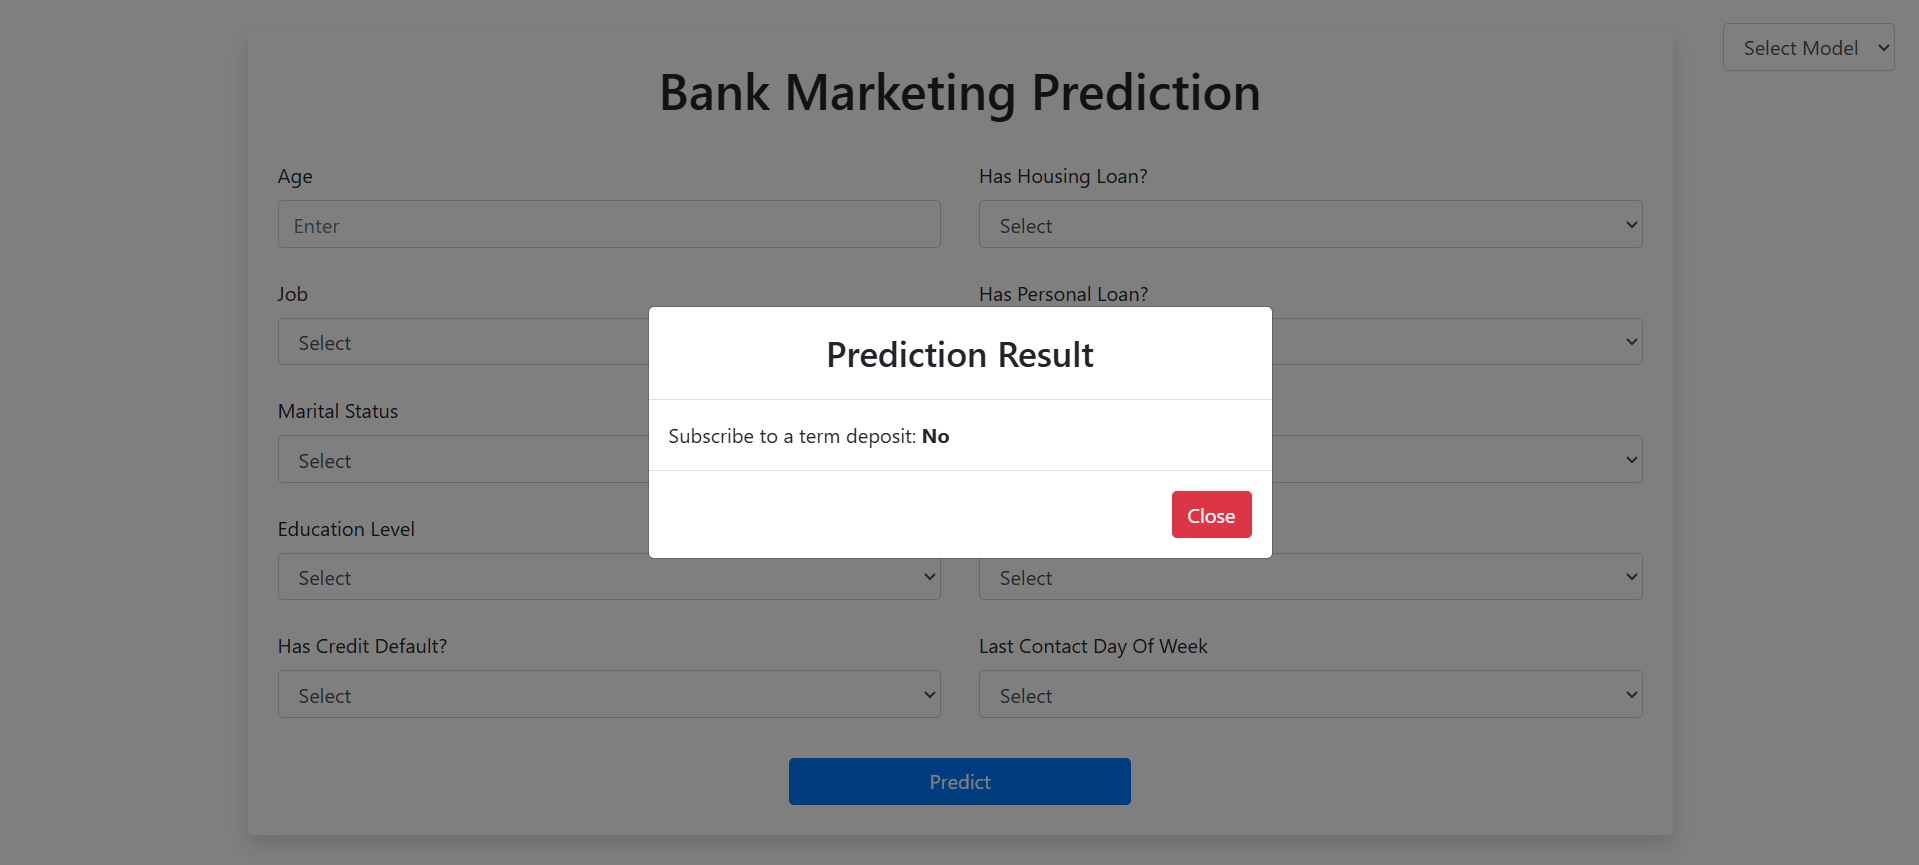 Select Model
Bank Marketing Prediction
Age
Enter
Has Housing Loan?
Select
Job
Select
Has Personal Loan?
Prediction Result
Subscribe to a term deposit: No
Close
Marital Status
Select
Education Level
Select
Select
Has Credit Default?
Select
Last Contact Day Of Week
Select
Predict